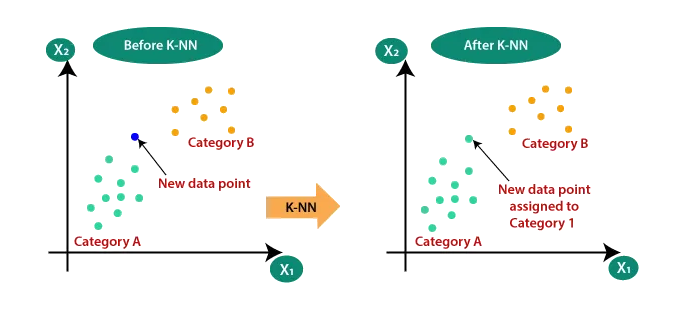 X₂
Before K-NN
Category B
New data point
Category A
X₁
K-NN
X₂
After K-NN
Category B
New data point
assigned to
Category 1
Category A
X₁